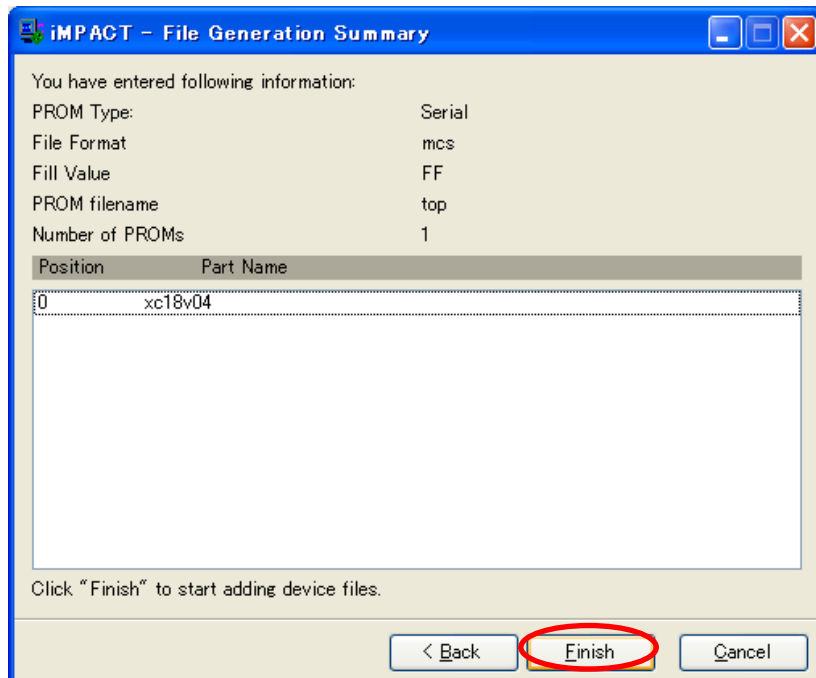 iMPACT - File Generation Summary
You have entered following information:
PROM Type: Serial
File Format mcs
Fill Value FF
PROM filename top
Number of PROMs 1
Position Part Name
0 xc18v04
Click "Finish" to start adding device files.
< Back Finish Cancel